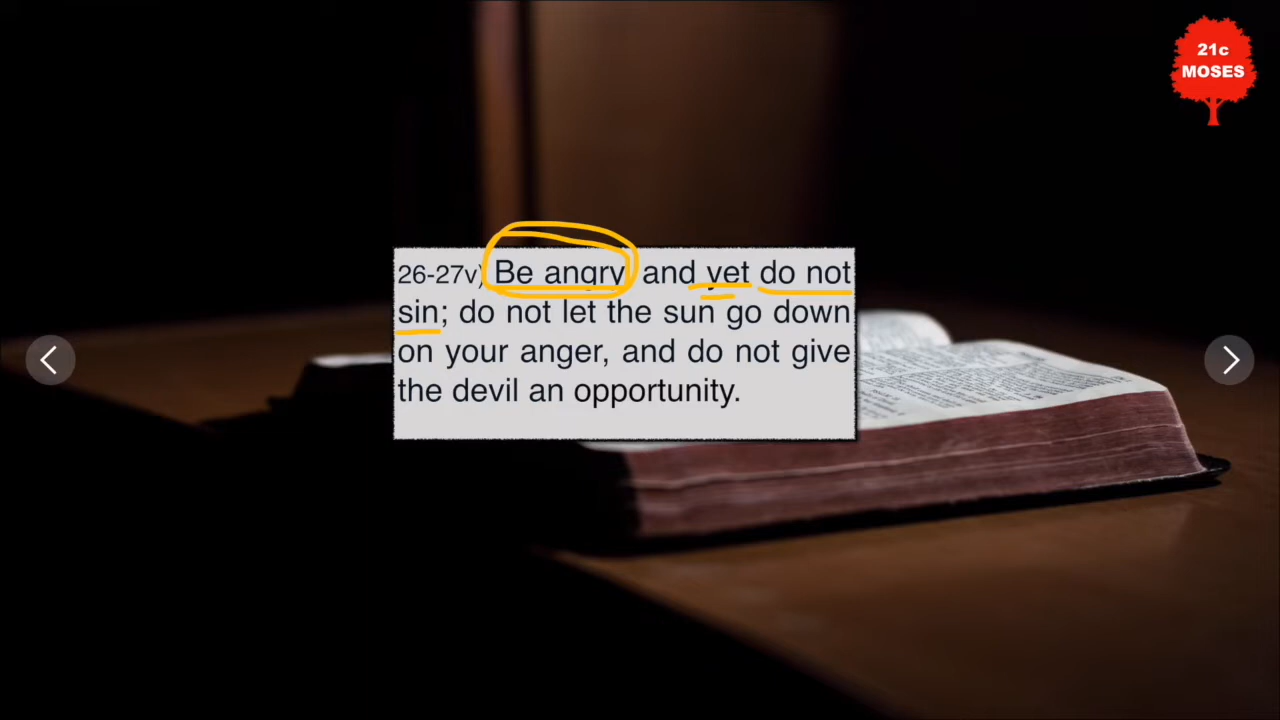 21c
MOSES
26-27v) Be angry and yet do not
sin; do not let the sun go down
on your anger, and do not give
the devil an opportunity.